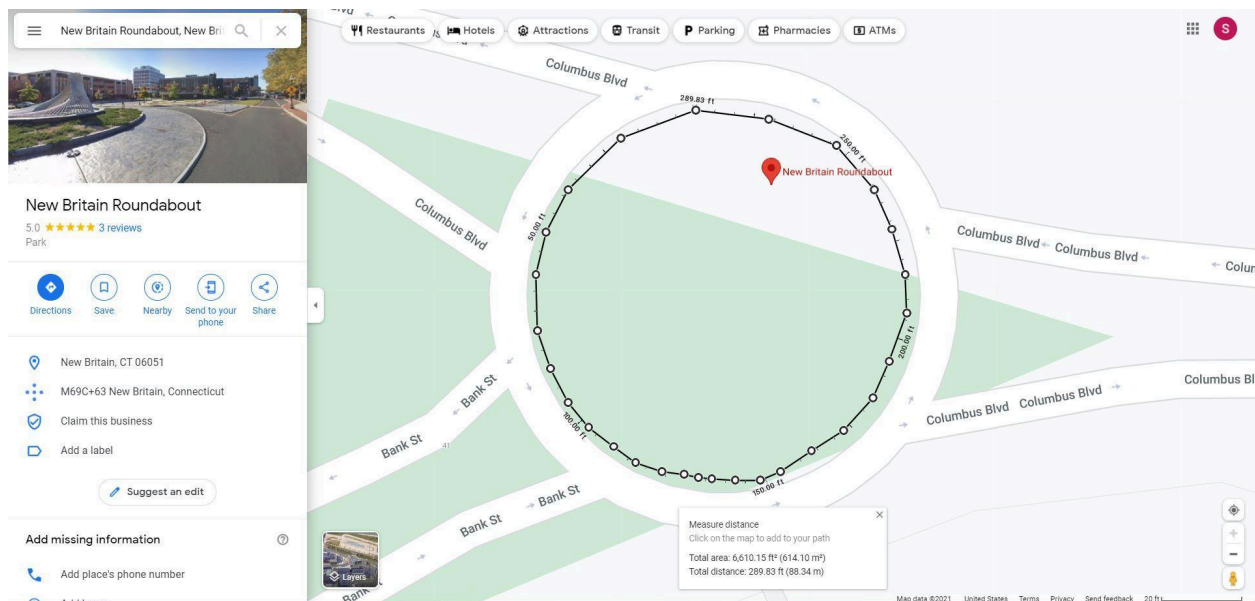 New Britain Roundabout, New Bri
Restaurants
Hotels
Attractions
Transit
Parking
Pharmacies
ATMs
S
New Britain Roundabout
5.0 ★★★★★ 3 reviews
Park
Directions
Save
Nearby
Send to your
phone
Share
New Britain, CT 06051
M69C+63 New Britain, Connecticut
Claim this business
Add a label
Suggest an edit
Add missing information
Add place's phone number
Columbus Blvd
289.83 ft
250.00 ft
New Britain Roundabout
Columbus Blvd
50.00 ft
Columbus Blvd
Columbus Blvd
Colum
200.00 ft
Bank St
100.00 ft
Columbus Blvd
Columbus Blvd
Columbus Bl
Bank St
41
150.00 ft
Bank St
Bank St
Bank
Layers
Measure distance
Click on the map to add to your path
Total area: 6,610.15 ft² (614.10 m²)
Total distance: 289.83 ft (88.34 m)
Map data ©2021 United States Terms Privacy Send feedback 20 ft